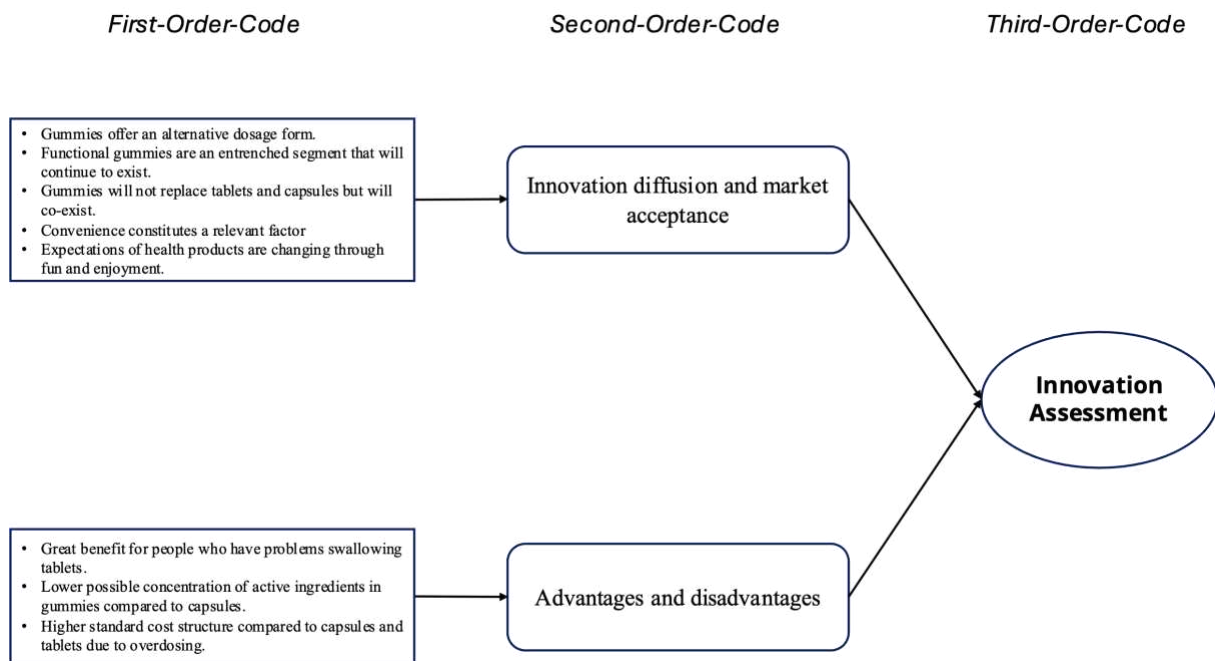 First-Order-Code
Second-Order-Code
Third-Order-Code
• Gummies offer an alternative dosage form.
• Functional gummies are an entrenched segment that will
continue to exist.
• Gummies will not replace tablets and capsules but will
co-exist.
• Convenience constitutes a relevant factor
• Expectations of health products are changing through
fun and enjoyment.
Innovation diffusion and market
acceptance
Innovation
Assessment
• Great benefit for people who have problems swallowing
tablets.
• Lower possible concentration of active ingredients in
gummies compared to capsules.
• Higher standard cost structure compared to capsules and
tablets due to overdosing.
Advantages and disadvantages